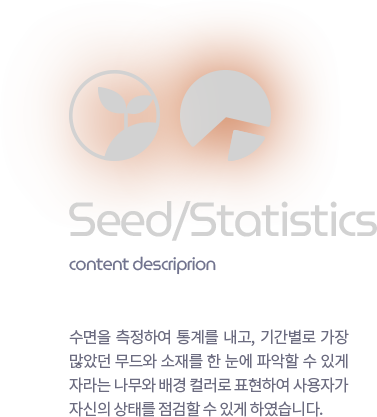 Seed/Statistics
content descriprion
수면을 측정하여 통계를 내고, 기간별로 가장
많았던 무드와 소재를 한 눈에 파악할 수 있게
자라는 나무와 배경 컬러로 표현하여 사용자가
자신의 상태를 점검할 수 있게 하였습니다.